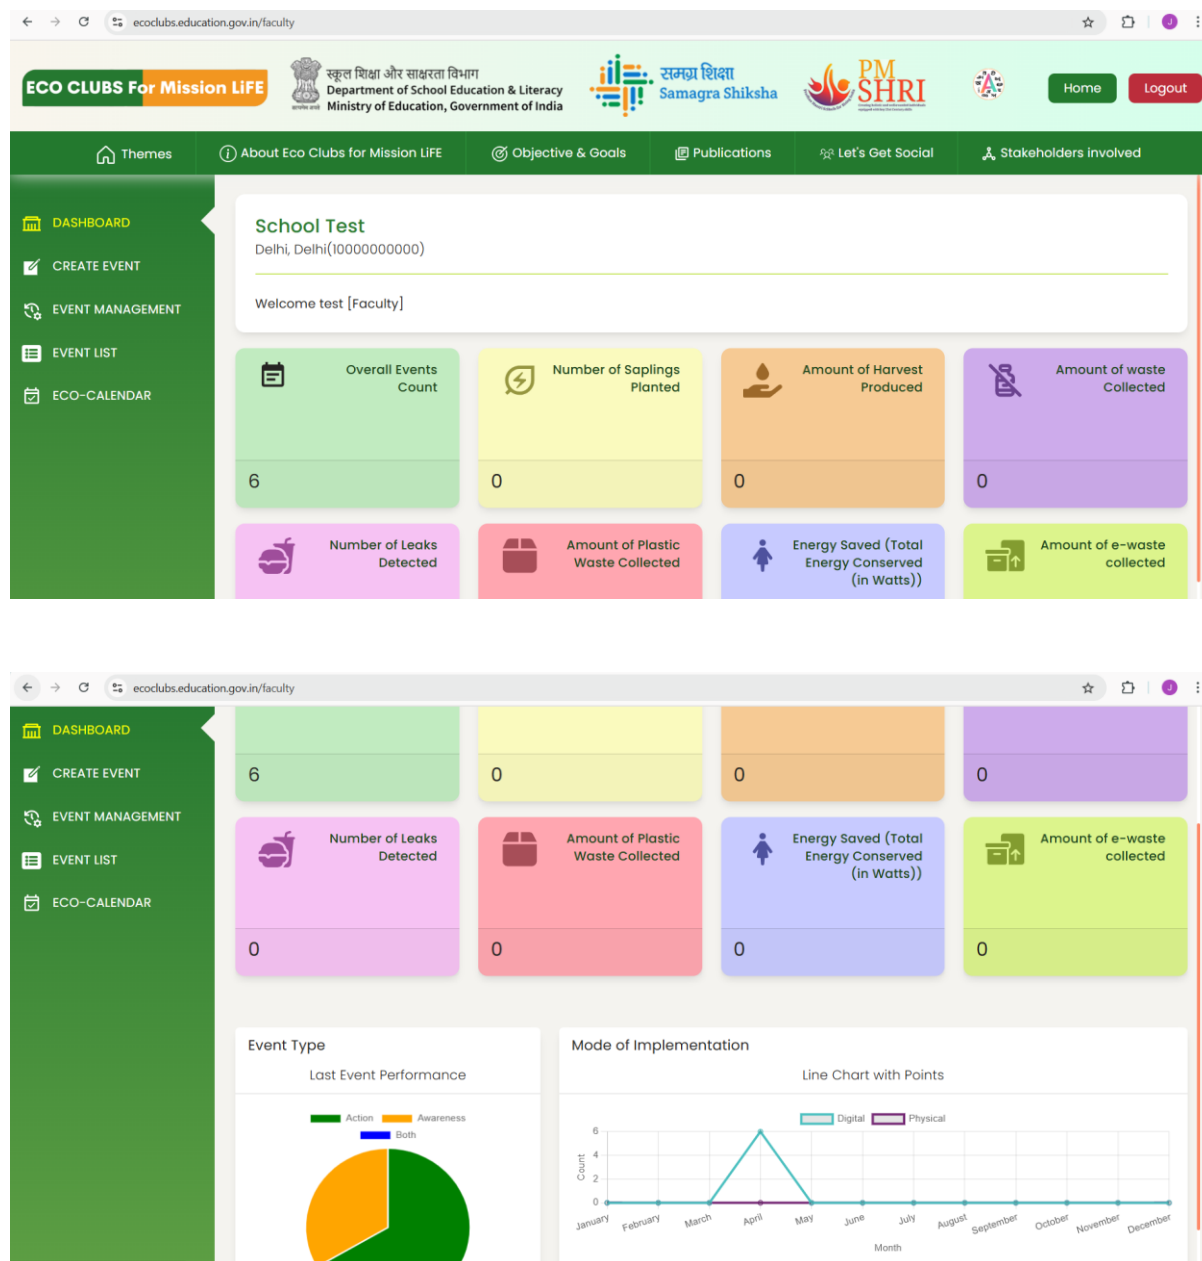 ecoclubs.education.gov.in/faculty
ECO CLUBS For Mission LiFE
स्कूल शिक्षा और साक्षरता विभाग
Department of School Education & Literacy
Ministry of Education, Government of India
समग्र शिक्षा
Samagra Shiksha
PM
SHRI
Home
Logout
Themes
About Eco Clubs for Mission LiFE
Objective & Goals
Publications
Let's Get Social
Stakeholders involved
DASHBOARD
CREATE EVENT
EVENT MANAGEMENT
EVENT LIST
ECO-CALENDAR
School Test
Delhi, Delhi(10000000000)
Welcome test [Faculty]
Overall Events
Count
6
Number of Saplings
Planted
0
Amount of Harvest
Produced
0
Amount of waste
Collected
0
Number of Leaks
Detected
Amount of Plastic
Waste Collected
Energy Saved (Total
Energy Conserved
(in Watts))
Amount of e-waste
collected
ecoclubs.education.gov.in/faculty
DASHBOARD
CREATE EVENT
EVENT MANAGEMENT
EVENT LIST
ECO-CALENDAR
6
0
0
0
Number of Leaks
Detected
0
Amount of Plastic
Waste Collected
0
Energy Saved (Total
Energy Conserved
(in Watts))
0
Amount of e-waste
collected
0
Event Type
Last Event Performance
Action Awareness
Both
Mode of Implementation
Line Chart with Points
Digital Physical
6
4
2
0
Count
January February March April May June July August September October November December
Month